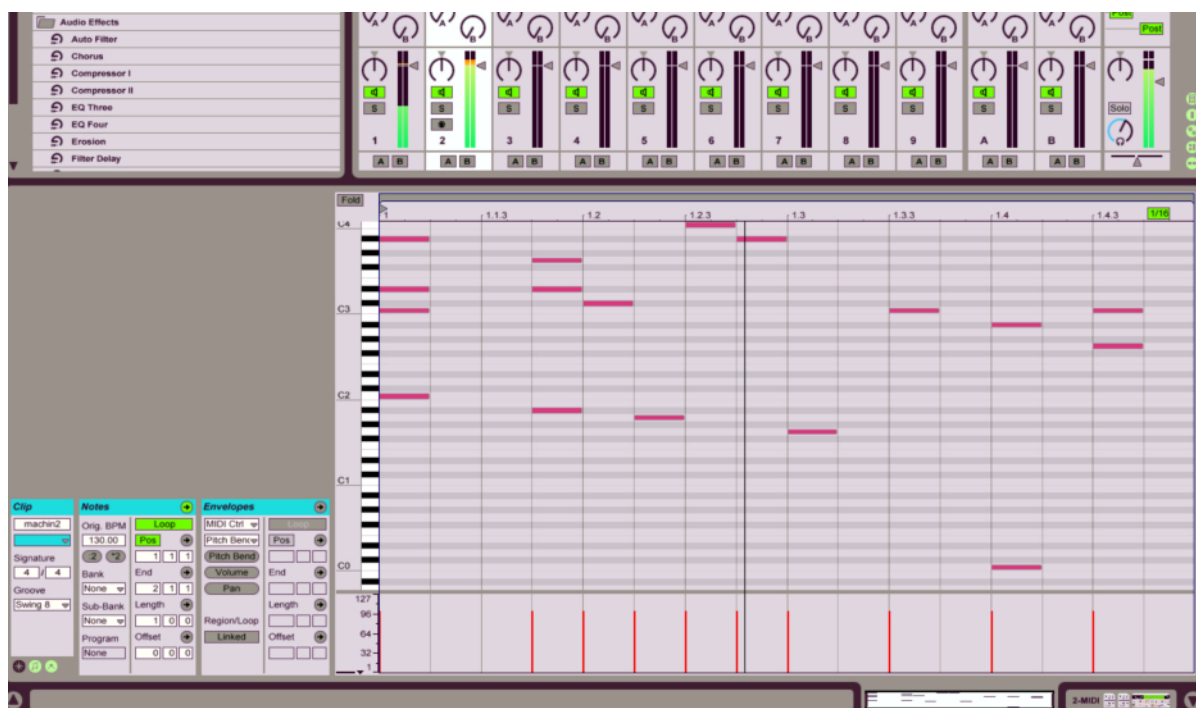 Audio Effects
Auto Filter
Chorus
Compressor I
Compressor II
EQ Three
EQ Four
Erosion
Filter Delay
A B A B A B A B A B A B A B A B A B A B A B
Post
Post
S S S S S S S S S S S Solo
1 2 3 4 5 6 7 8 9 A B
A B A B A B A B A B A B A B A B A B A B A B
Fold
1 1.1.3 1.2 1.2.3 1.3 1.3.3 1.4 1.4.3 1/16
C4
C3
C2
C1
C0
127
96
64
32
1
Clip
machin2
Signature
4 / 4
Groove
Swing 8
Notes
Orig. BPM
130.00
:2 *2
Bank
None
Sub-Bank
None
Program
None
Loop
Pos
1 1 1
End
2 1 1
Length
1 0 0
Offset
0 0 0
Envelopes
MIDI Ctrl
Pitch Bend
Pitch Bend
Volume
Pan
Region/Loop
Linked
Loop
Pos
End
Length
Offset
2-MIDI